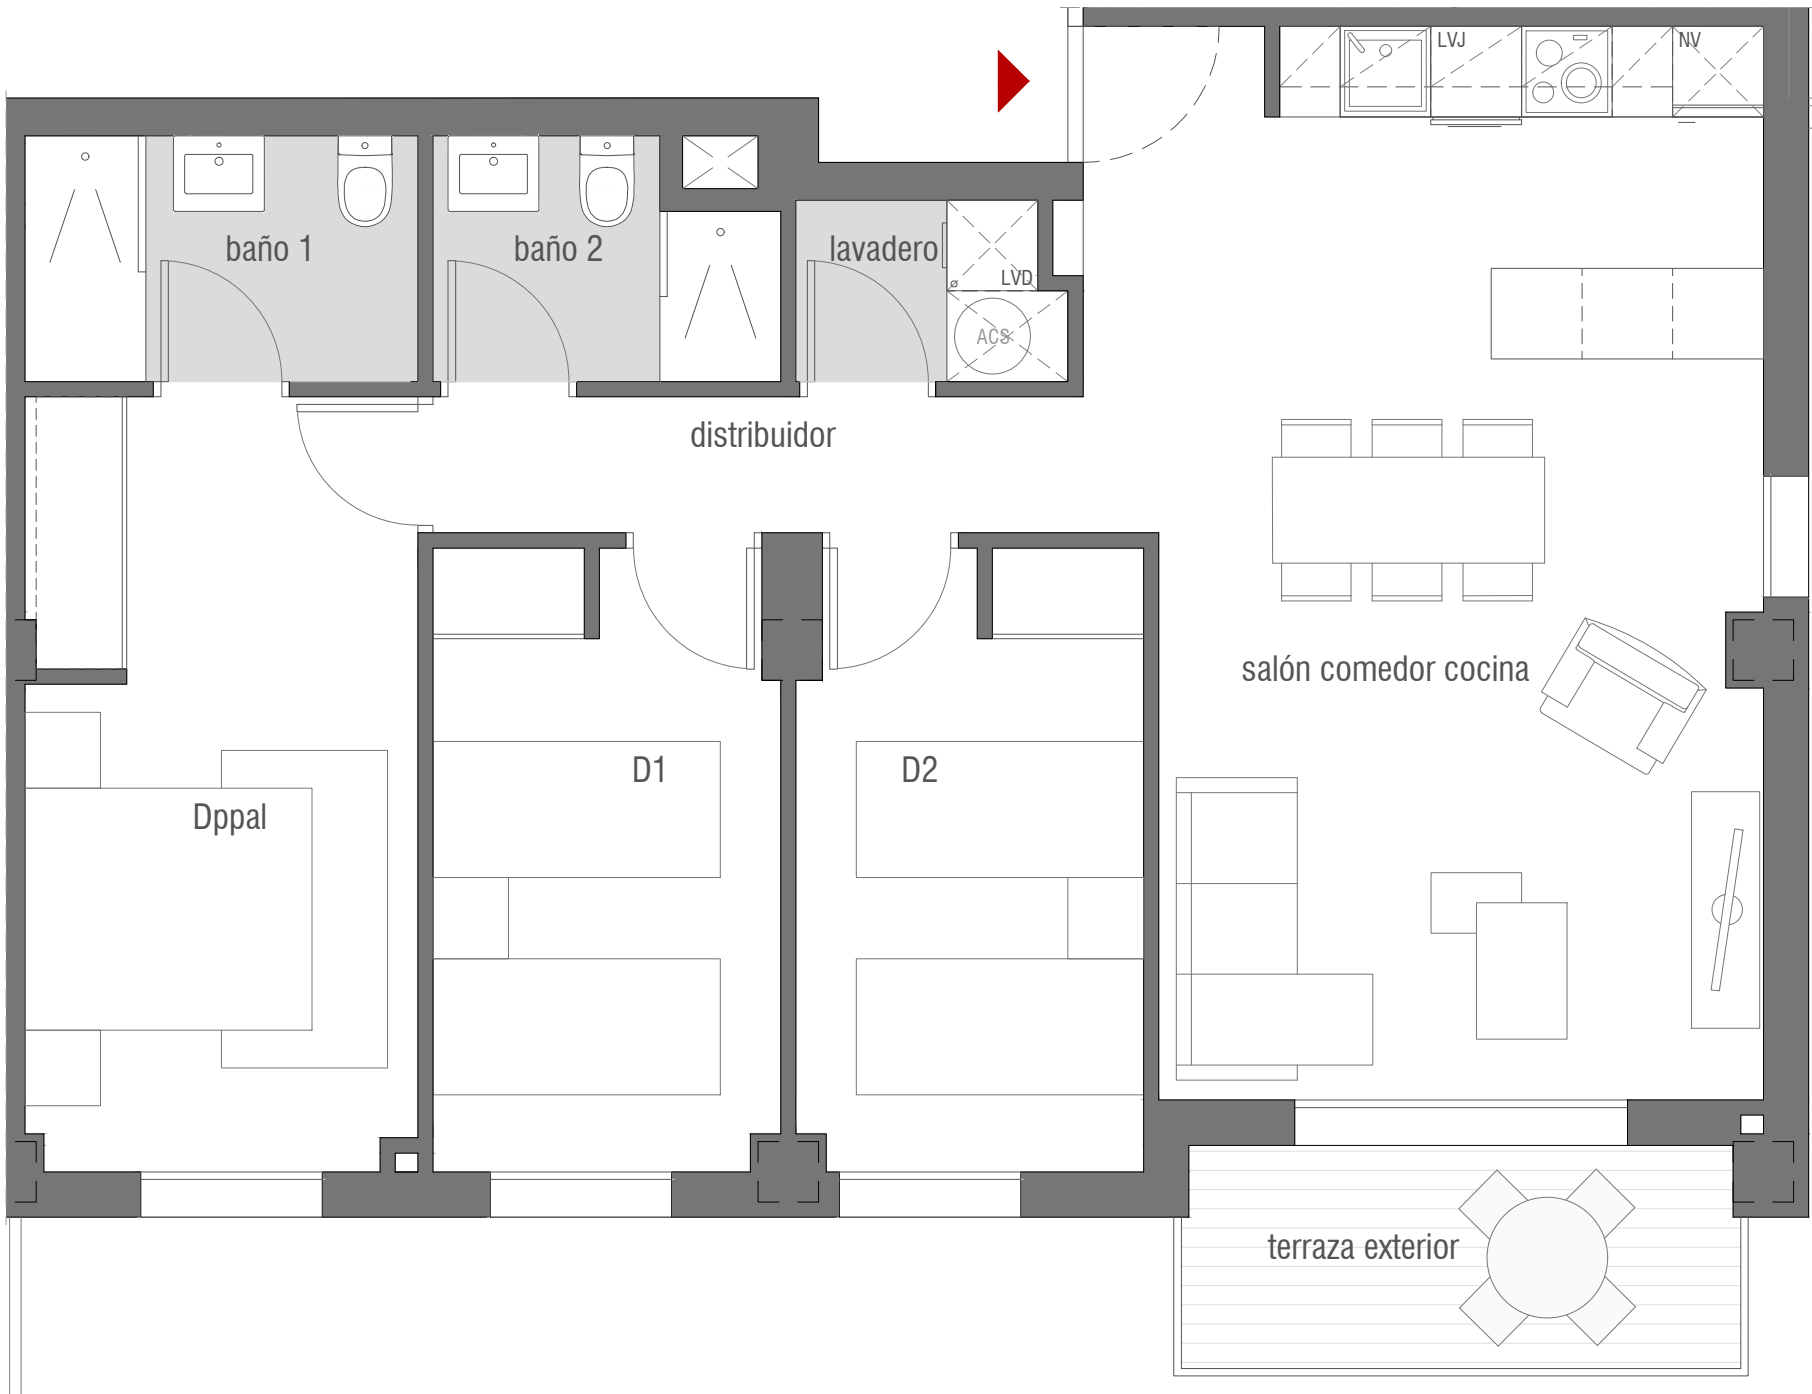 LVJ
NV
baño 1
baño 2
lavadero
LVD
ACS
distribuidor
salón comedor cocina
D1
D2
Dppal
terraza exterior